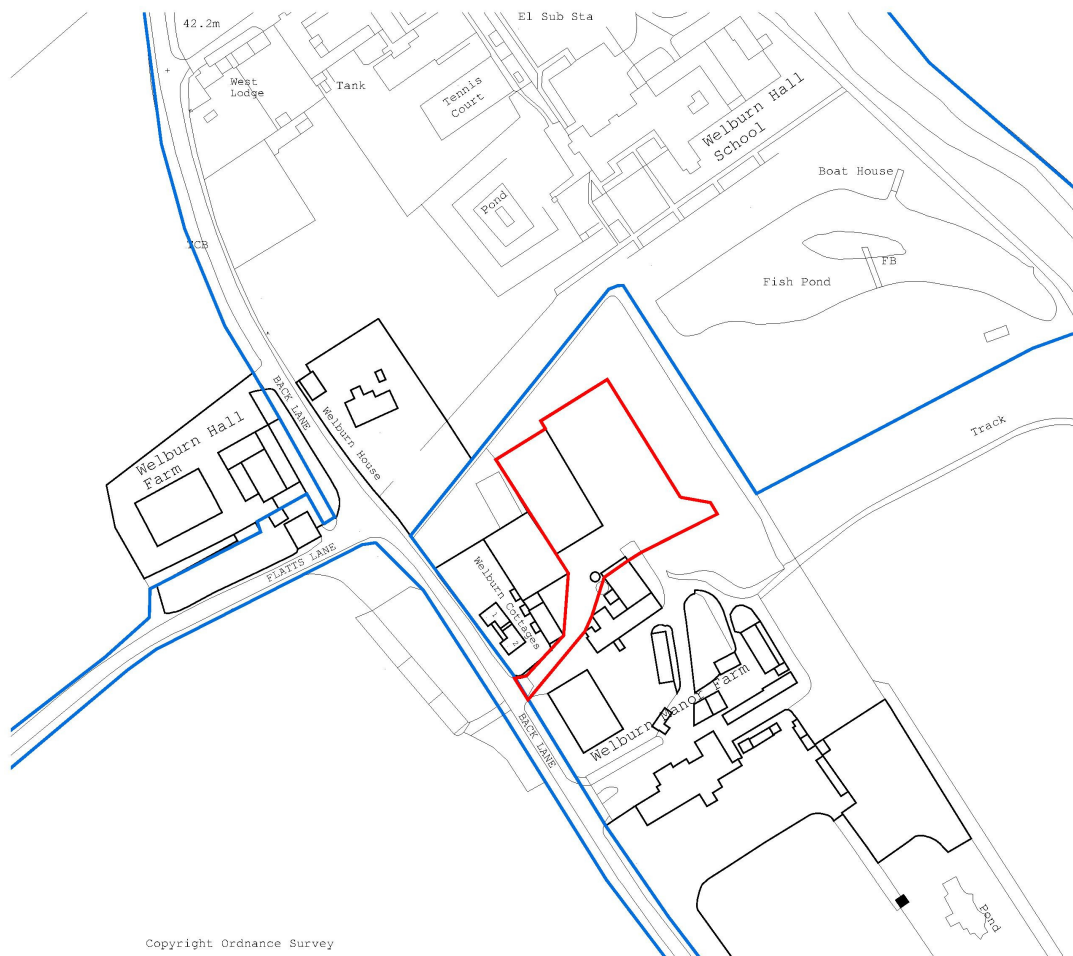 El Sub Sta
42.2m
West
Lodge
Tank
Tennis
Court
Welburn Hall
School
Boat House
Pond
TCB
FB
Fish Pond
BACK LANE
Welburn House
Track
Welburn Hall
Farm
FLATTS LANE
Welburn Cottages
1
2
Welburn Manor Farm
BACK LANE
Pond
Copyright Ordnance Survey